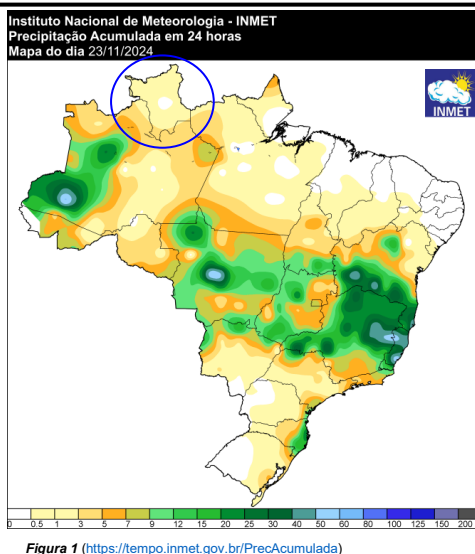 Instituto Nacional de Meteorologia - INMET
Precipitação Acumulada em 24 horas
Mapa do dia 23/11/2024
INMET
0 0.5 1 3 5 7 9 12 15 20 25 30 40 50 60 80 100 125 150 200
Figura 1 (https://tempo.inmet.gov.br/PrecAcumulada)